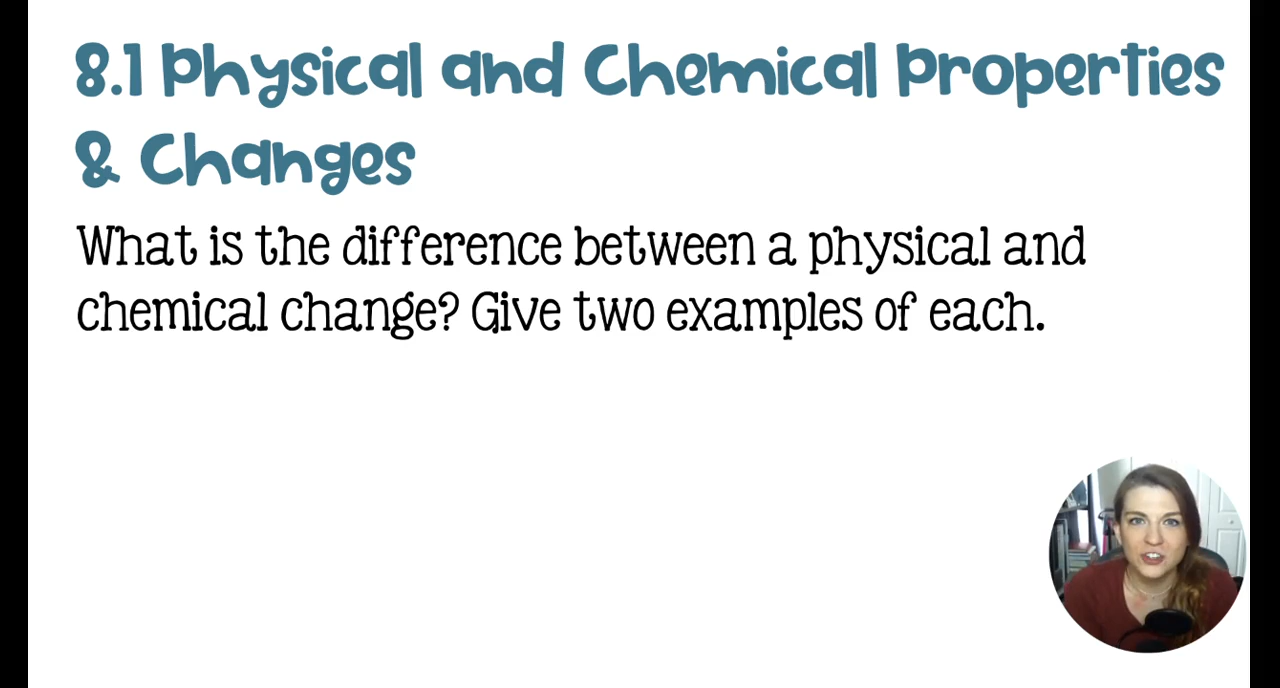 8.1 Physical and Chemical Properties
& Changes
What is the difference between a physical and
chemical change? Give two examples of each.